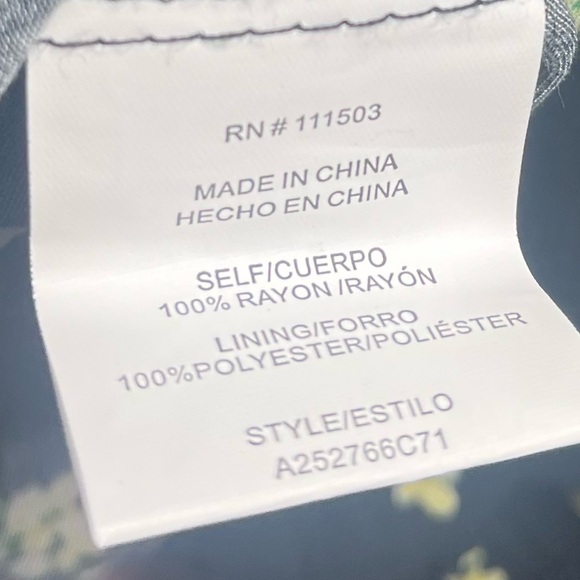 RN # 111503
MADE IN CHINA
HECHO EN CHINA
SELF/CUERPO
100% RAYON /RAYÓN
LINING/FORRO
100%POLYESTER/POLIÉSTER
STYLE/ESTILO
A252766C71